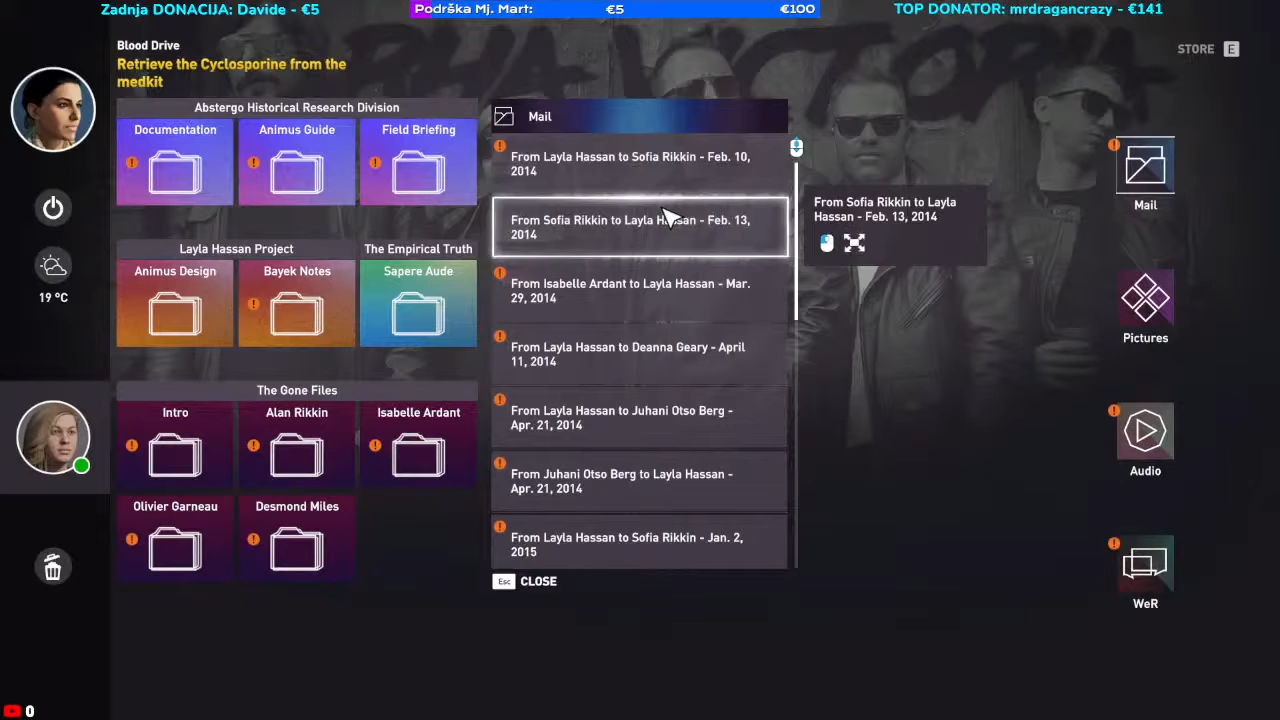 Zadnja DONACIJA: Davide - €5
Podrška Mj. Mart: €5 €100
TOP DONATOR: mrdragancrazy - €141
Blood Drive
Retrieve the Cyclosporine from the
medkit
STORE E
Abstergo Historical Research Division
Documentation
Animus Guide
Field Briefing
Layla Hassan Project
The Empirical Truth
Animus Design
Bayek Notes
Sapere Aude
The Gone Files
Intro
Alan Rikkin
Isabelle Ardant
Olivier Garneau
Desmond Miles
19 °C
Mail
From Layla Hassan to Sofia Rikkin - Feb. 10,
2014
From Sofia Rikkin to Layla Hassan - Feb. 13,
2014
From Isabelle Ardant to Layla Hassan - Mar.
29, 2014
From Layla Hassan to Deanna Geary - April
11, 2014
From Layla Hassan to Juhani Otso Berg -
Apr. 21, 2014
From Juhani Otso Berg to Layla Hassan -
Apr. 21, 2014
From Layla Hassan to Sofia Rikkin - Jan. 2,
2015
Esc CLOSE
From Sofia Rikkin to Layla
Hassan - Feb. 13, 2014
Mail
Pictures
Audio
WeR
0